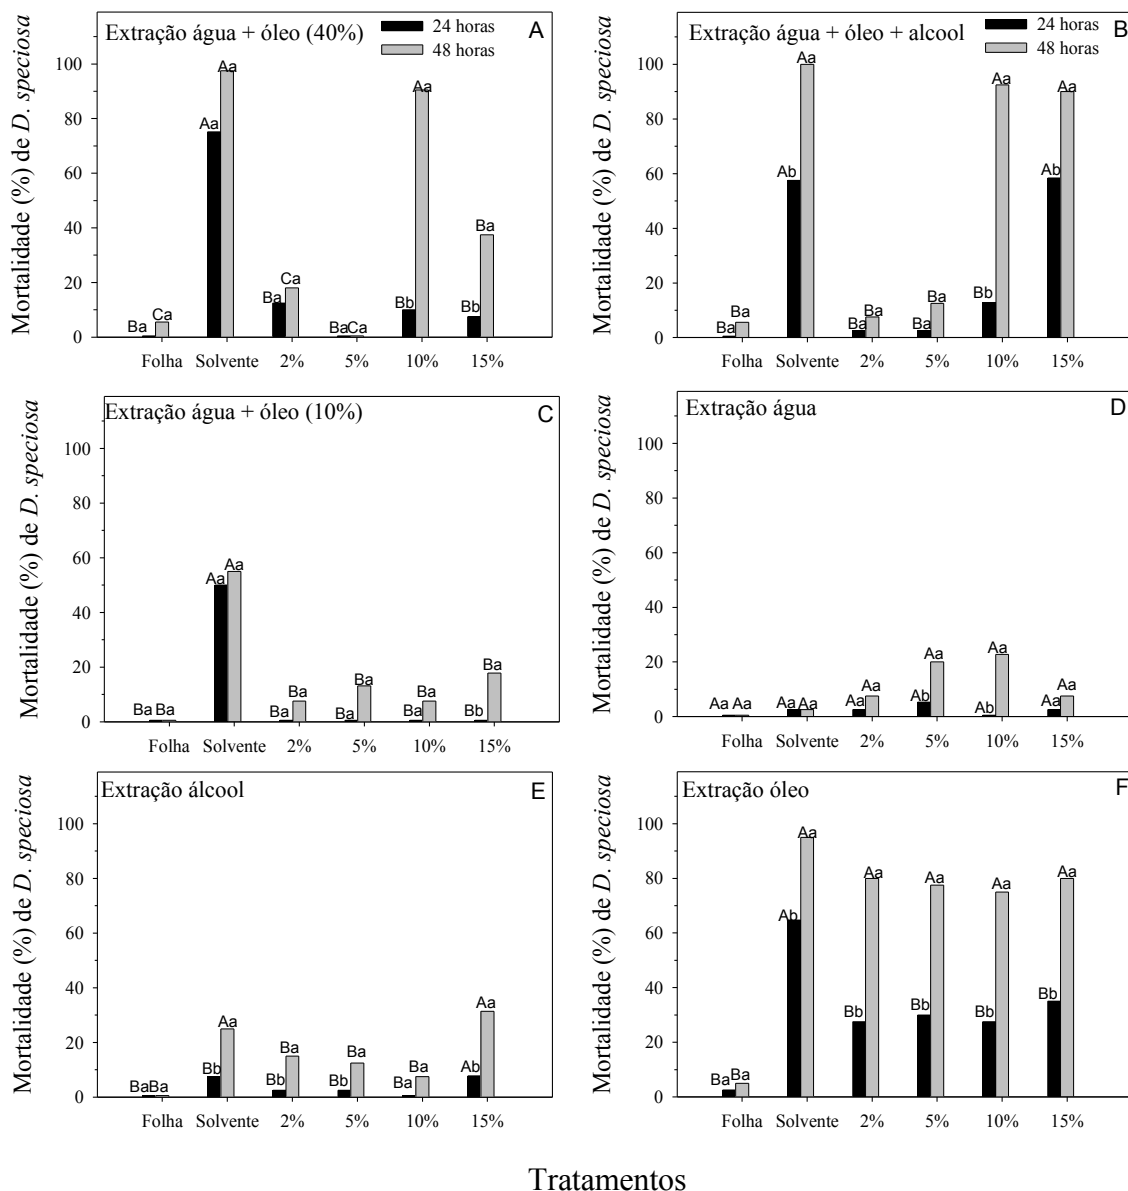 Extração água + óleo (40%)
24 horas
48 horas
A
Mortalidade (%) de D. speciosa
100
80
60
40
20
0
Ba
Ca
Aa
Aa
Ba
Ca
Ba
Ca
Bb
Aa
Bb
Ba
Folha
Solvente
2%
5%
10%
15%
Extração água + óleo + alcool
24 horas
48 horas
B
Mortalidade (%) de D. speciosa
100
80
60
40
20
0
Ba
Ba
Ab
Aa
Ba
Ba
Ba
Ba
Bb
Aa
Ab
Aa
Folha
Solvente
2%
5%
10%
15%
Extração água + óleo (10%)
C
Mortalidade (%) de D. speciosa
100
80
60
40
20
0
Ba
Ba
Aa
Aa
Ba
Ba
Ba
Ba
Ba
Ba
Bb
Ba
Folha
Solvente
2%
5%
10%
15%
Extração água
D
Mortalidade (%) de D. speciosa
100
80
60
40
20
0
Aa
Aa
Aa
Aa
Aa
Aa
Ab
Aa
Ab
Aa
Aa
Aa
Folha
Solvente
2%
5%
10%
15%
Extração álcool
E
Mortalidade (%) de D. speciosa
100
80
60
40
20
0
Ba
Ba
Bb
Aa
Bb
Ba
Bb
Ba
Ba
Ba
Ab
Aa
Folha
Solvente
2%
5%
10%
15%
Extração óleo
F
Mortalidade (%) de D. speciosa
100
80
60
40
20
0
Ba
Ba
Ab
Aa
Bb
Aa
Bb
Aa
Bb
Aa
Bb
Aa
Folha
Solvente
2%
5%
10%
15%
Tratamentos